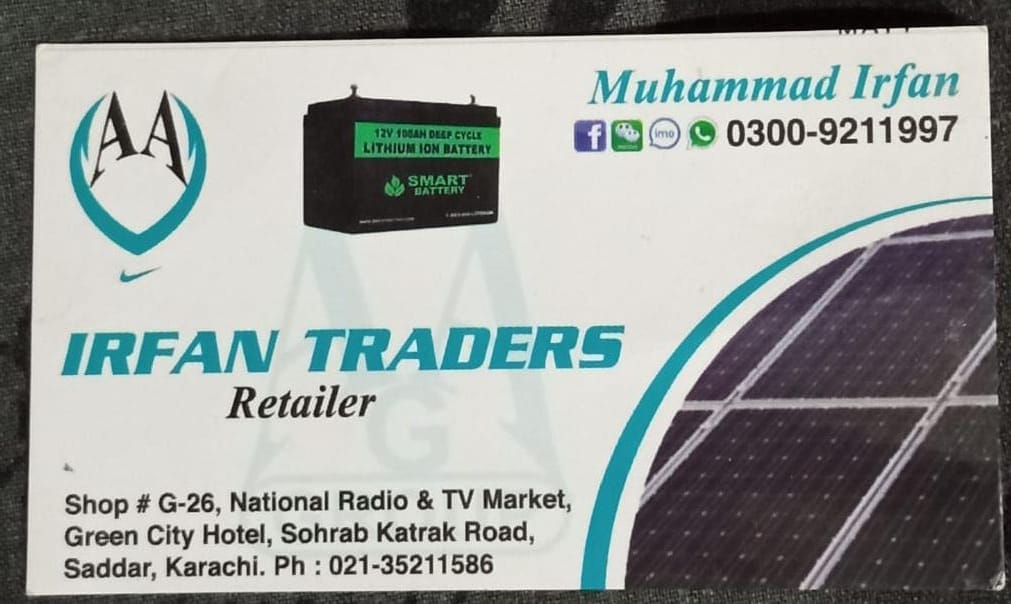 AA
12V 100AH DEEP CYCLE
LITHIUM ION BATTERY
SMART
BATTERY
Muhammad Irfan
imo 0300-9211997
IRFAN TRADERS
Retailer
G
Shop # G-26, National Radio & TV Market,
Green City Hotel, Sohrab Katrak Road,
Saddar, Karachi. Ph : 021-35211586